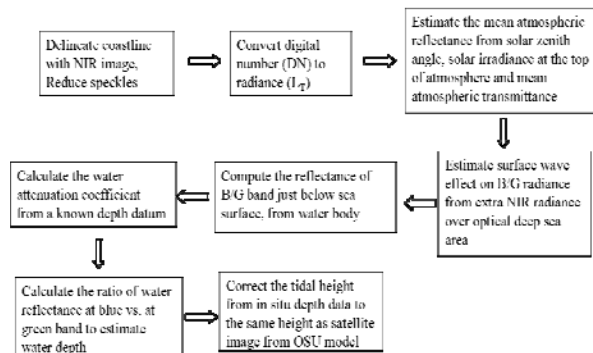 Delineate coastline
with NIR image,
Reduce speckles
Convert digital
number (DN) to
radiance (LT)
Estimate the mean atmospheric
reflectance from solar zenith
angle, solar irradiance at the top
of atmosphere and mean
atmospheric transmittance
Estimate surface wave
effect on B/G radiance
from extra NIR radiance
over optical deep sea
area
Compute the reflectance of
B/G band just below sea
surface, from water body
Calculate the water
attenuation coefficient
from a known depth datum
Calculate the ratio of water
reflectance at blue vs. at
green band to estimate
water depth
Correct the tidal height
from in situ depth data to
the same height as satellite
image from OSU model